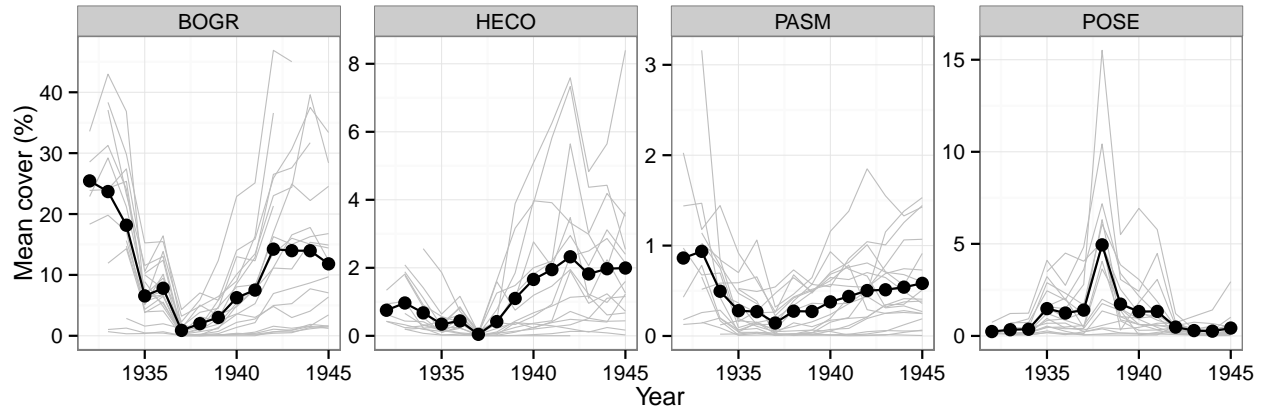 BOGR HECO PASM POSE
Mean cover (%)
0 10 20 30 40
0 2 4 6 8
0 1 2 3
0 5 10 15
1935 1940 1945 1935 1940 1945 1935 1940 1945 1935 1940 1945
Year